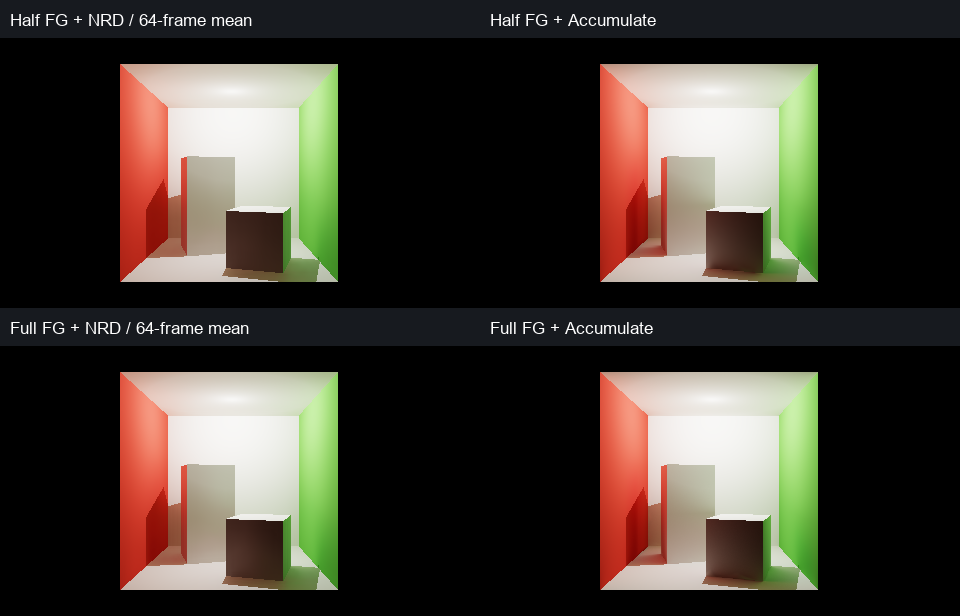 Half FG + NRD / 64-frame mean
Half FG + Accumulate
Full FG + NRD / 64-frame mean
Full FG + Accumulate